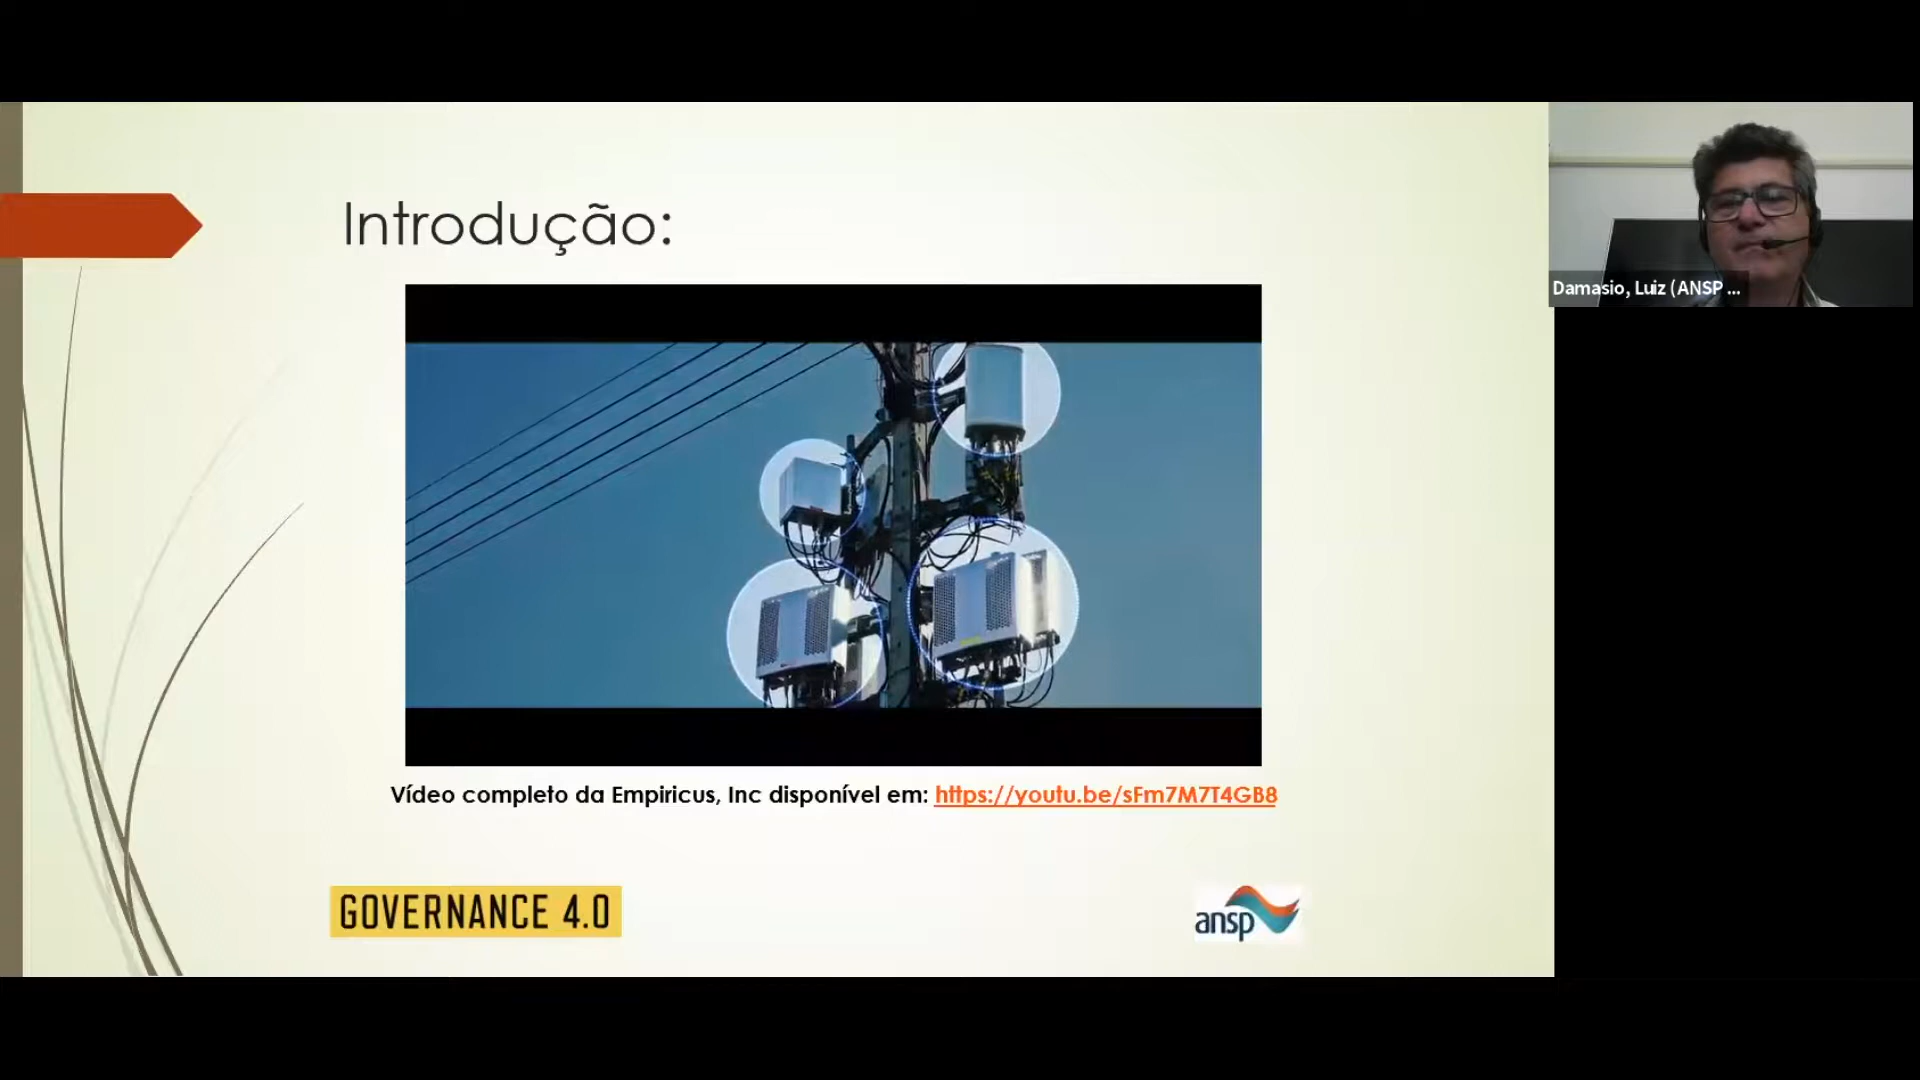 Introdução:
Damasio, Luiz (ANSP ...
Vídeo completo da Empiricus, Inc disponível em: https://youtu.be/sFm7M7T4GB8
GOVERNANCE 4.0
ansp